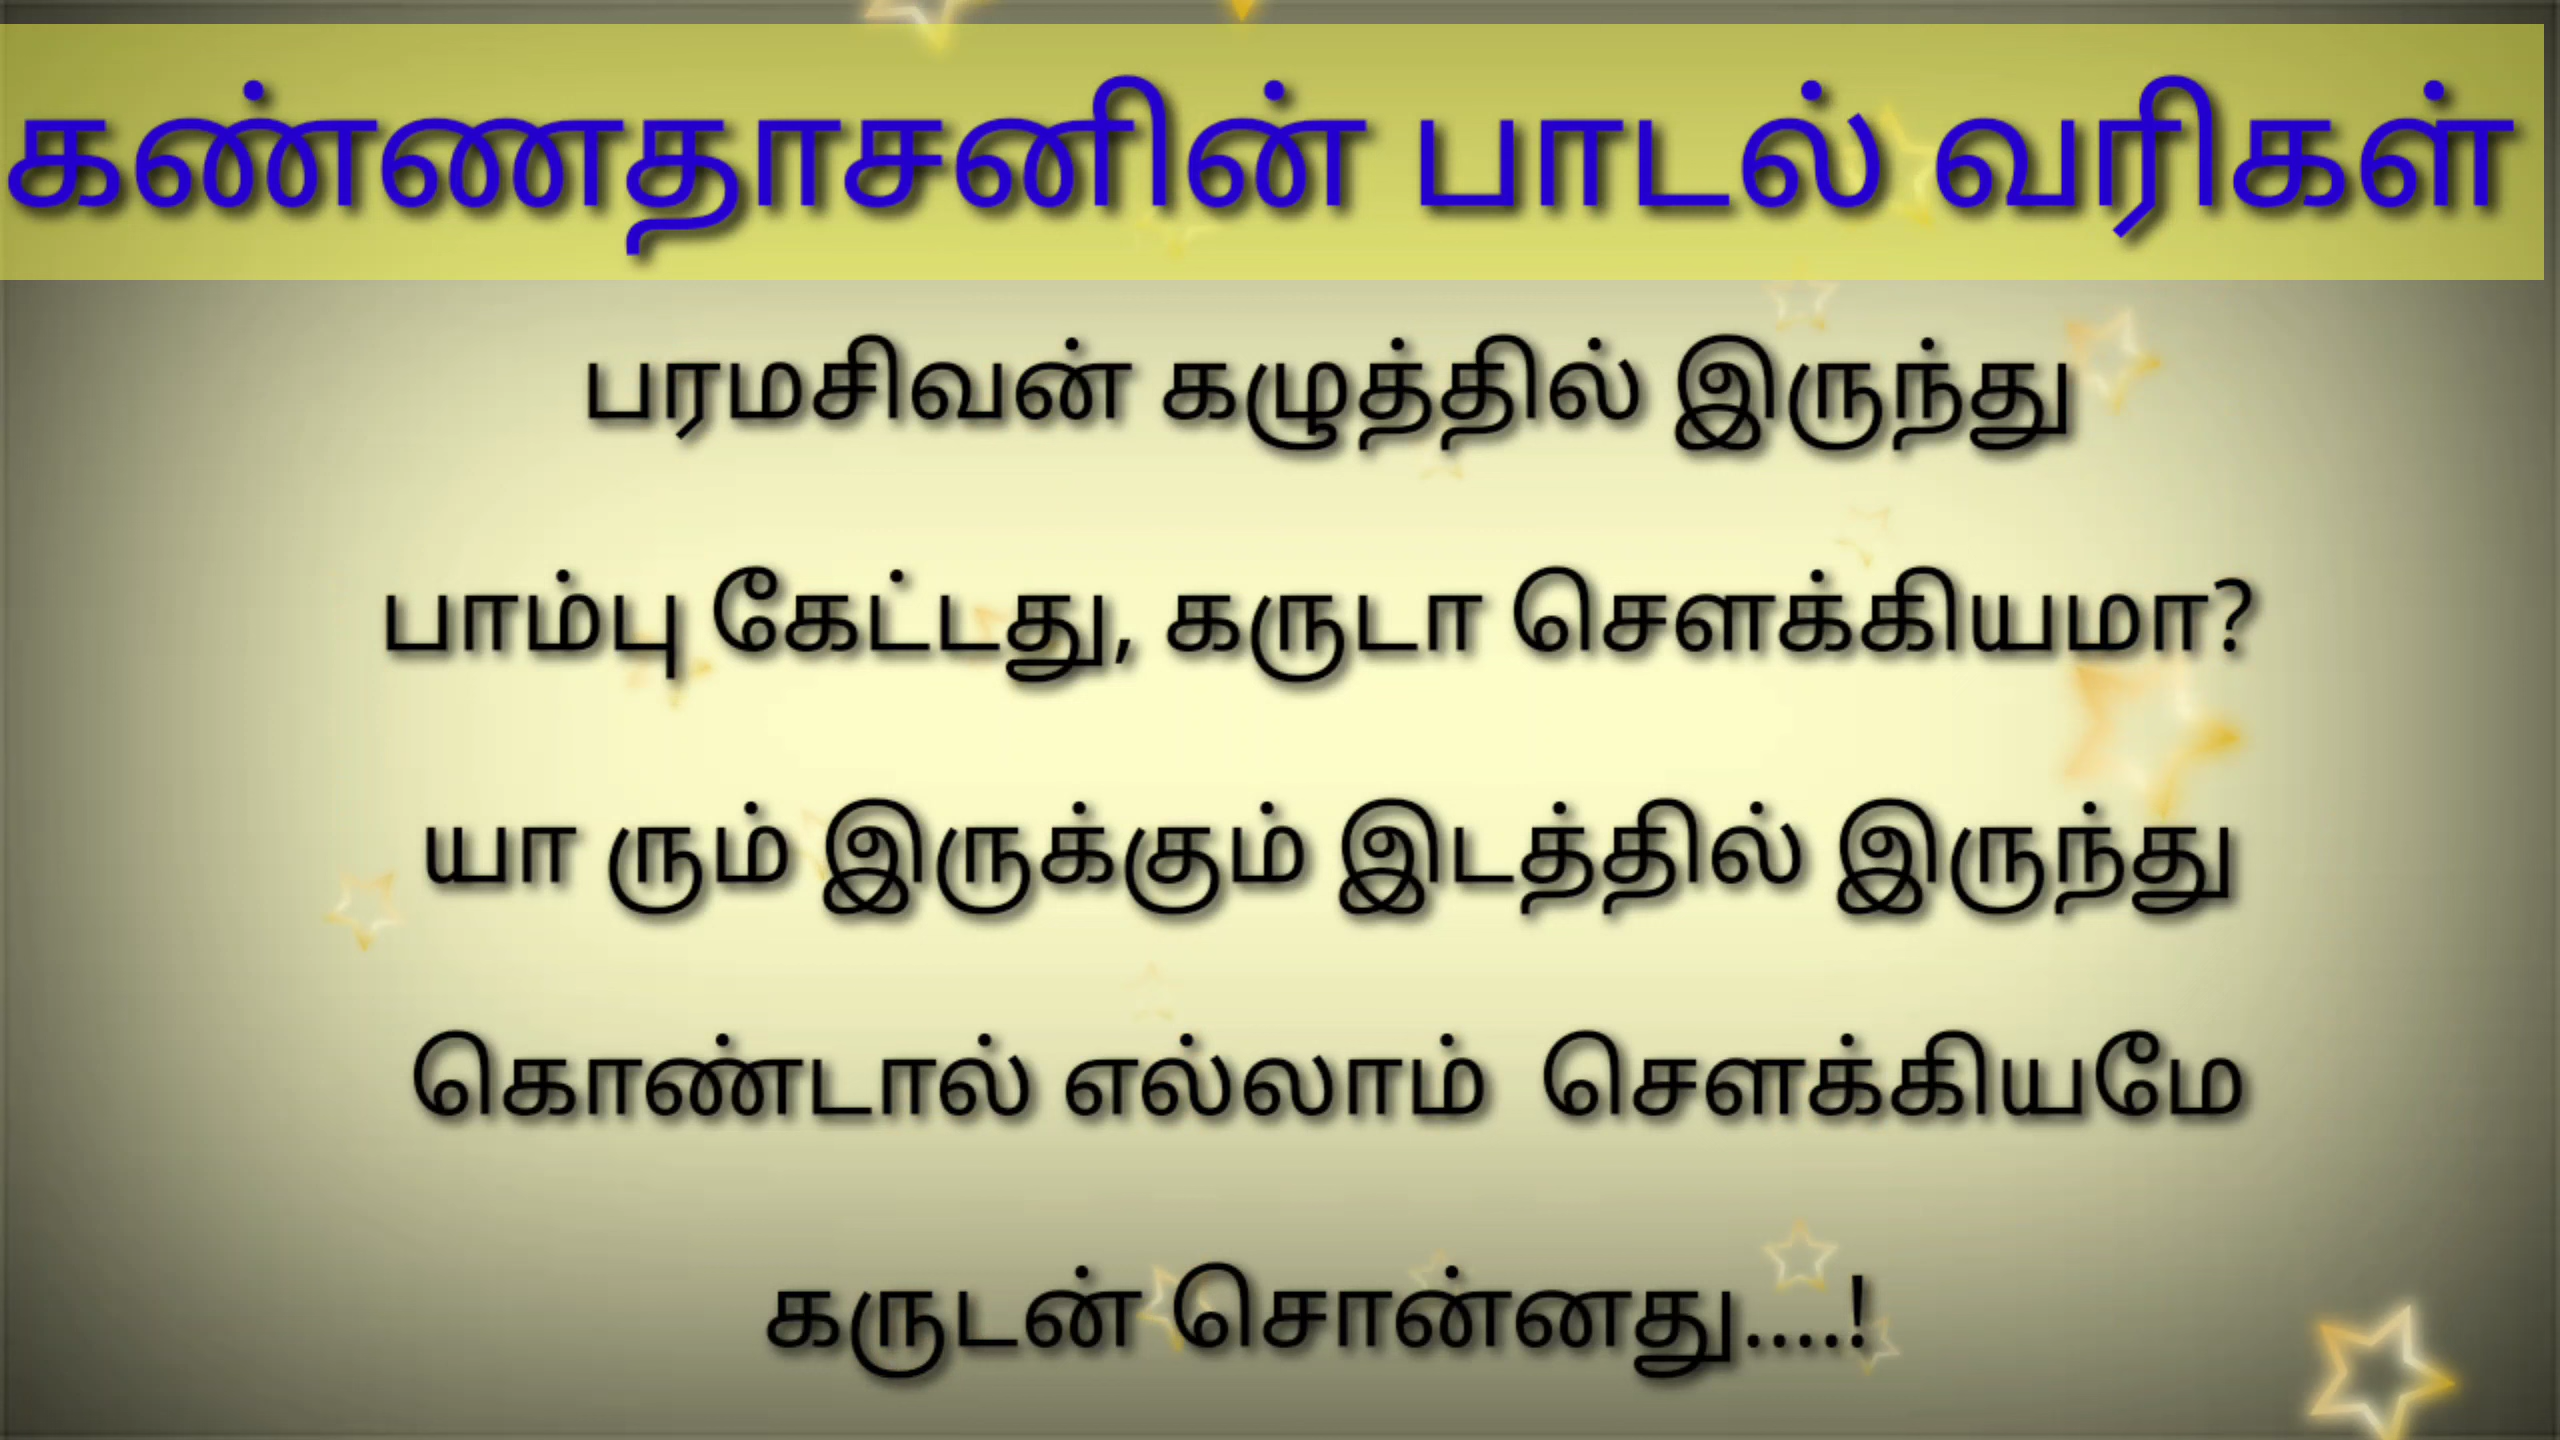 கண்ணதாசனின் பாடல் வரிகள்
பரமசிவன் கழுத்தில் இருந்து
பாம்பு கேட்டது, கருடா சௌக்கியமா?
யா ரும் இருக்கும் இடத்தில் இருந்து
கொண்டால் எல்லாம்  சௌக்கியமே
கருடன் சொன்னது....!